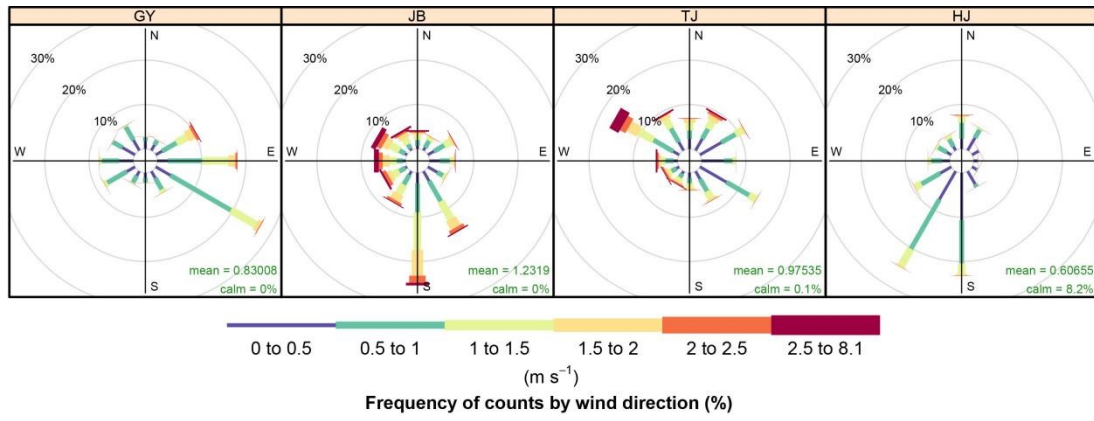 GY
JB
TJ
HJ
N
30%
20%
10%
W
E
S
mean = 0.83008
calm = 0%
N
30%
20%
10%
W
E
S
mean = 1.2319
calm = 0%
N
30%
20%
10%
W
E
S
mean = 0.97535
calm = 0.1%
N
30%
20%
10%
W
E
S
mean = 0.60655
calm = 8.2%
0 to 0.5
0.5 to 1
1 to 1.5
1.5 to 2
2 to 2.5
2.5 to 8.1
(m s⁻¹)
Frequency of counts by wind direction (%)